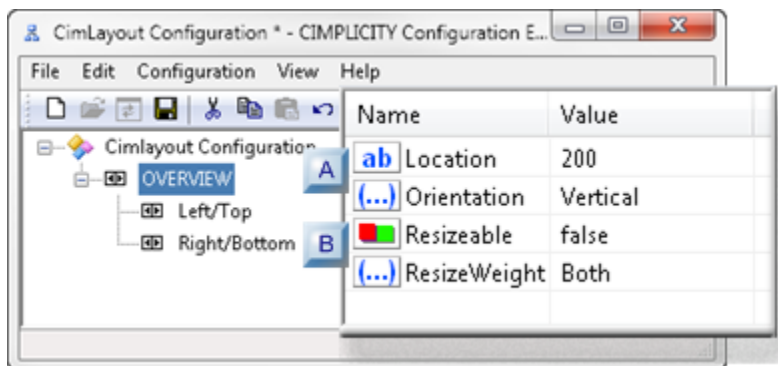 CimLayout Configuration * - CIMPLICITY Configuration E...
File Edit Configuration View Help
Name Value
Cimlayout Configuration
A ab Location 200
OVERVIEW
(...) Orientation Vertical
Left/Top
B Resizeable false
Right/Bottom
(...) ResizeWeight Both